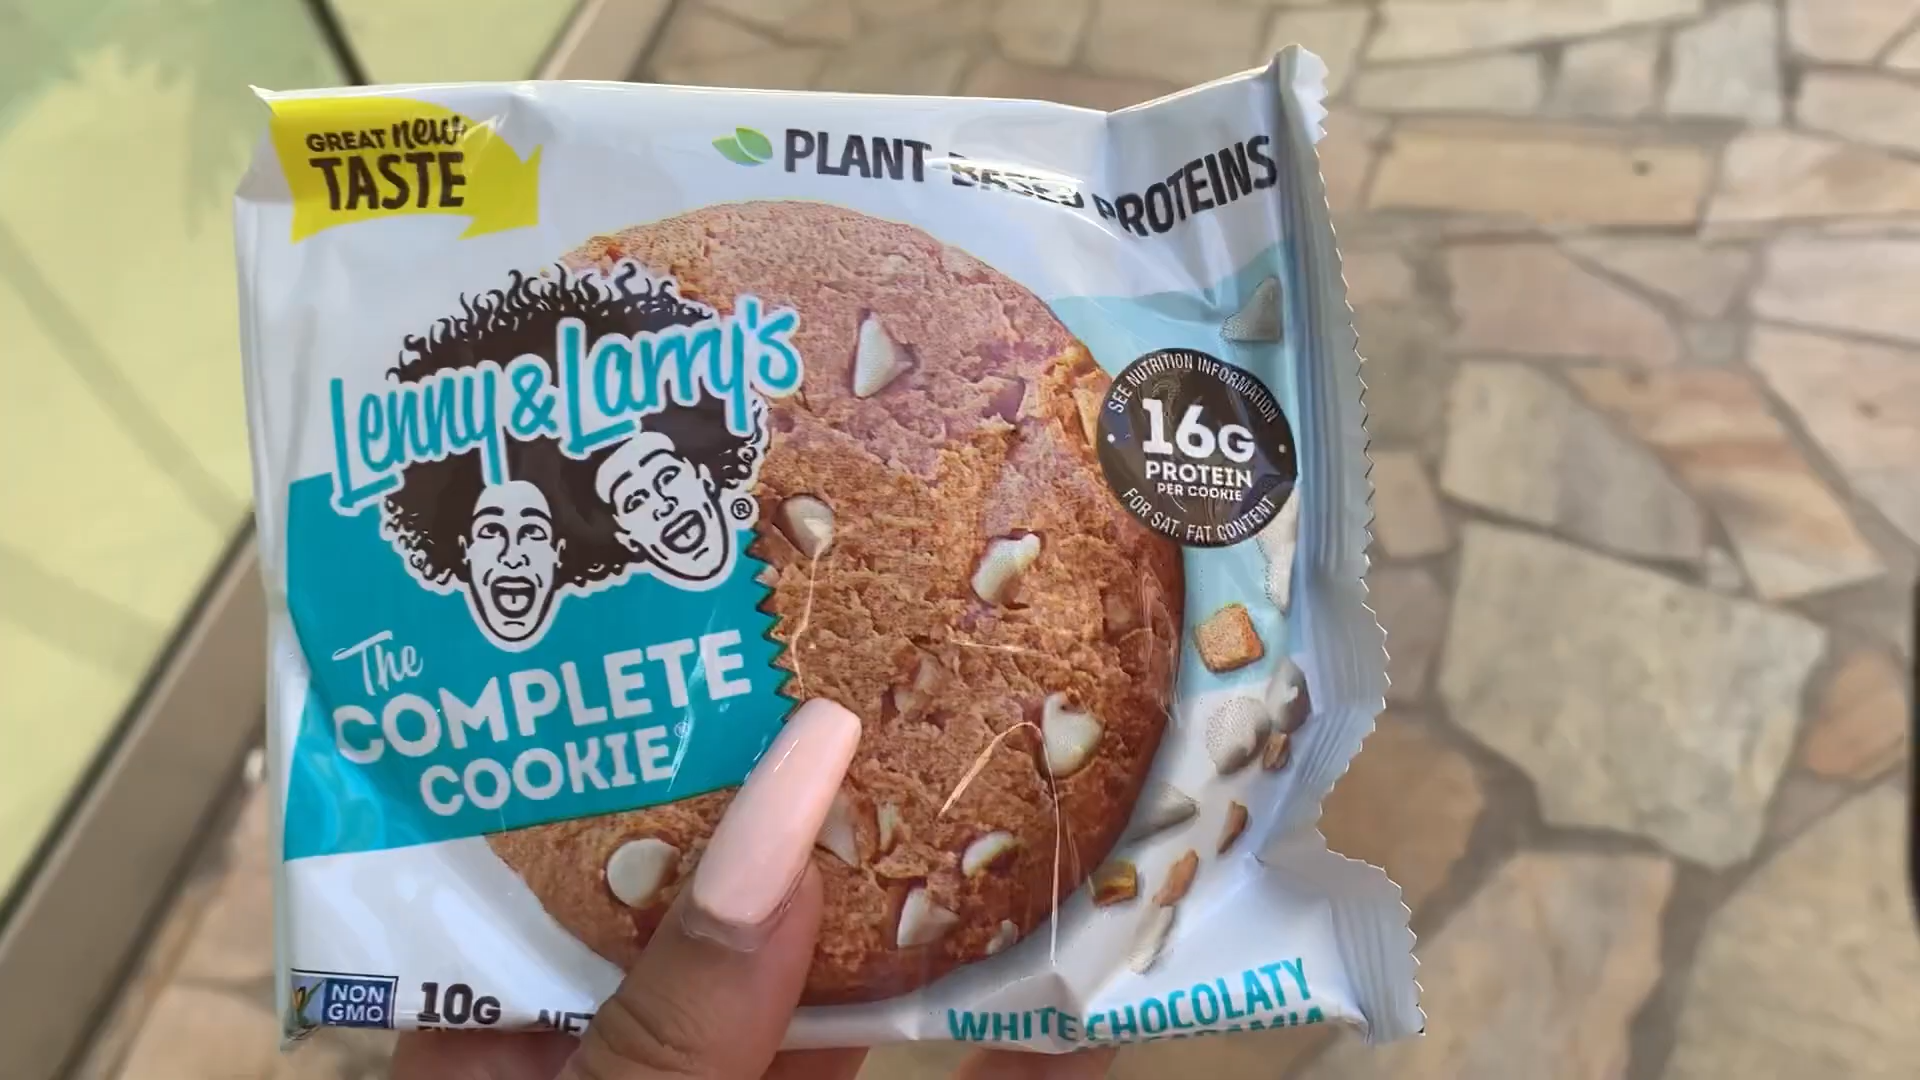 GREAT new
TASTE
PLANT-BASED PROTEINS
Lenny & Larry's®
The
COMPLETE
COOKIE®
SEE NUTRITION INFORMATION
16G
PROTEIN
PER COOKIE
FOR SAT. FAT CONTENT
NON
GMO
10G
NET
WHITE CHOCOLATY